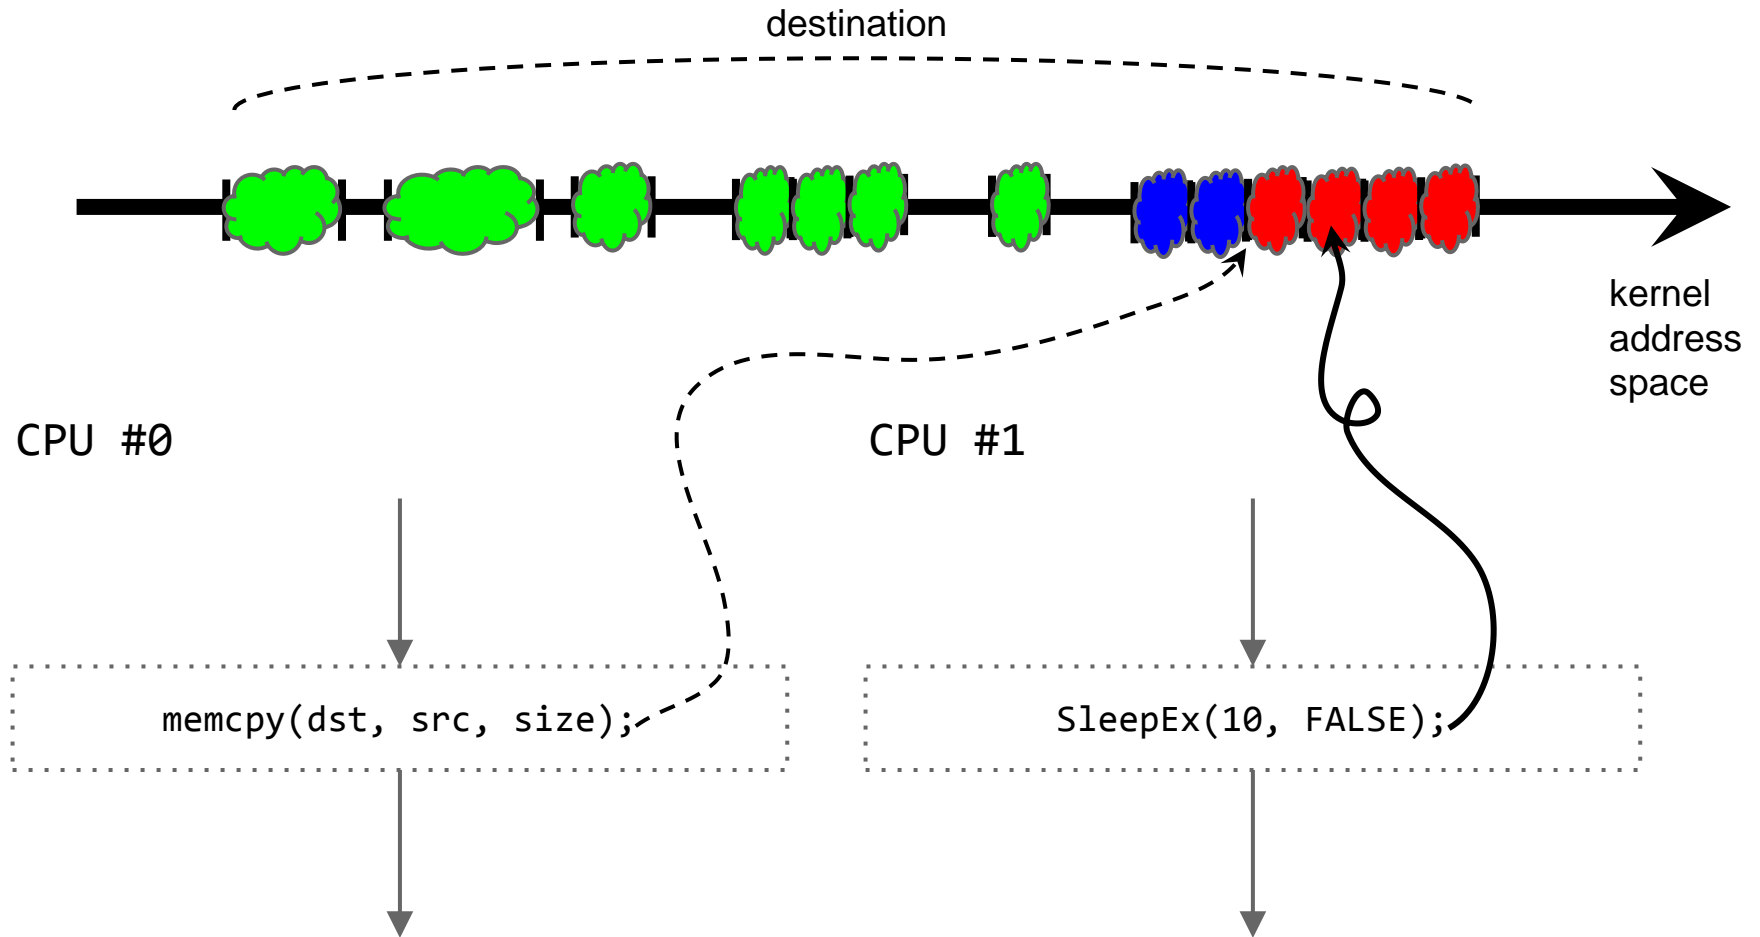 destination
kernel
address
space
CPU #0
CPU #1
memcpy(dst, src, size);
SleepEx(10, FALSE);